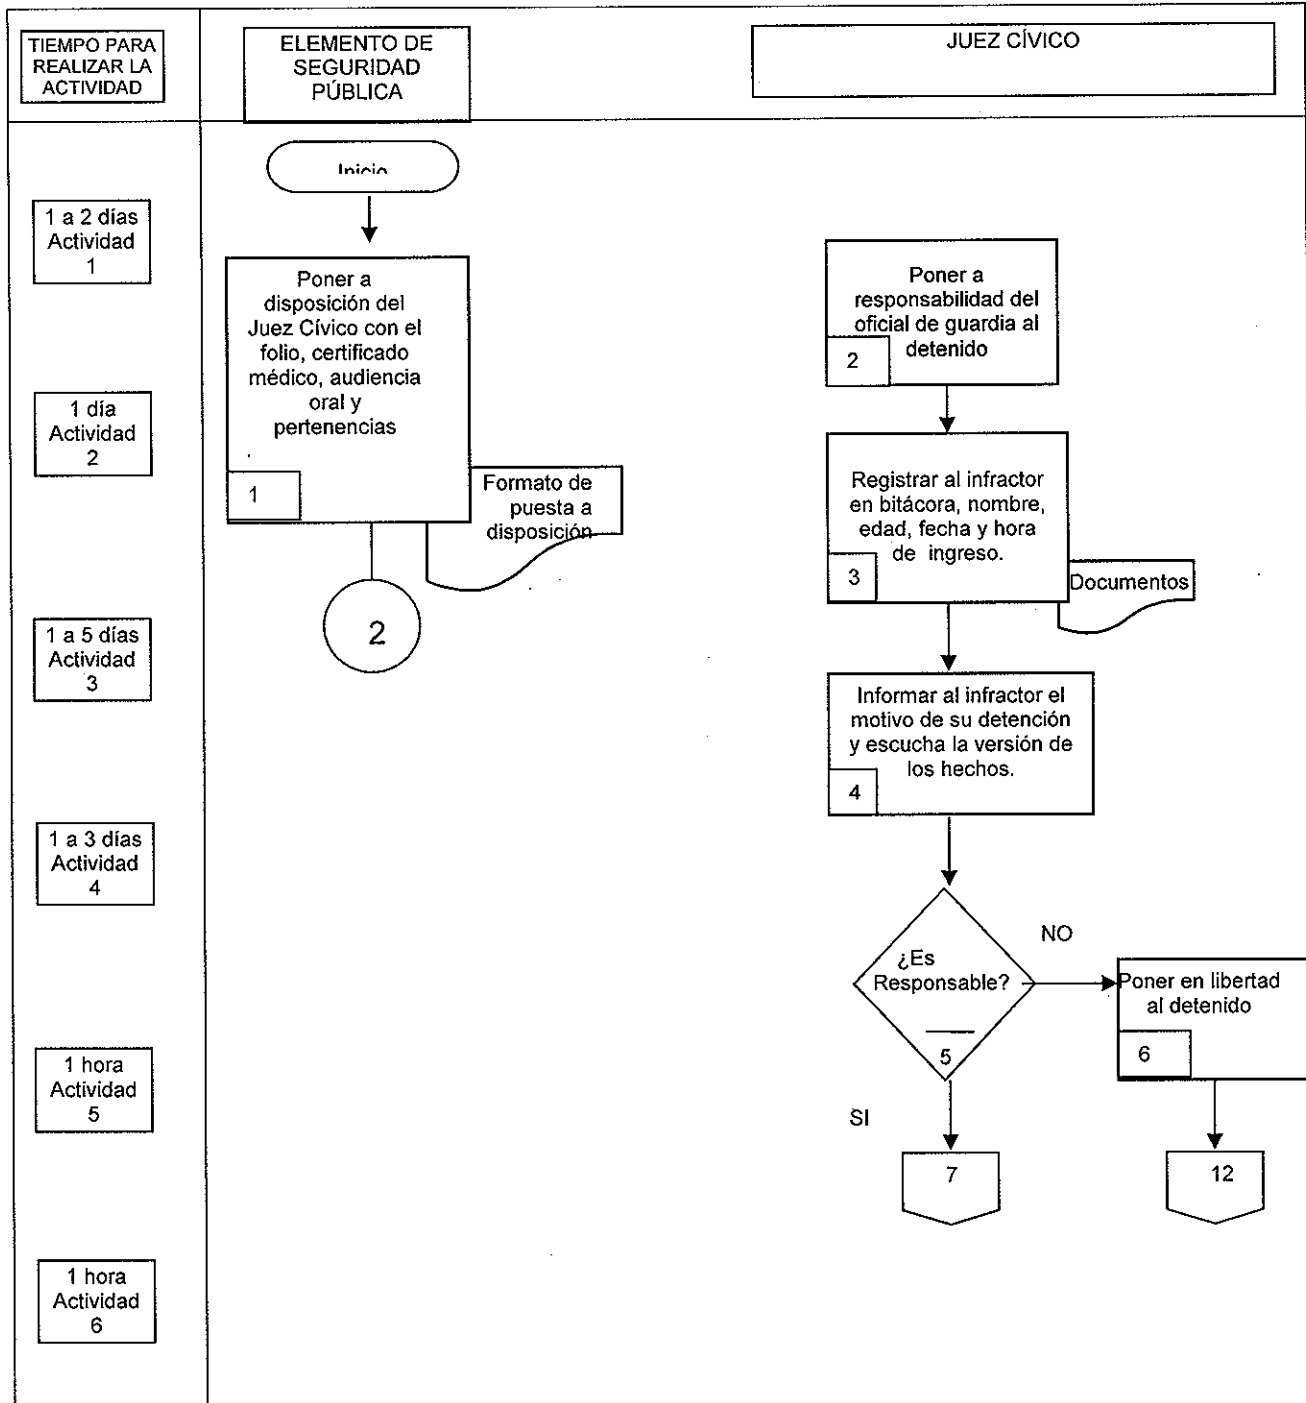 TIEMPO PARA
REALIZAR LA
ACTIVIDAD
ELEMENTO DE
SEGURIDAD
PÚBLICA
JUEZ CÍVICO
Inicio
1 a 2 días
Actividad
1
Poner a
disposición del
Juez Cívico con el
folio, certificado
médico, audiencia
oral y
pertenencias
1
Formato de
puesta a
disposición
2
Poner a
responsabilidad del
oficial de guardia al
detenido
2
1 día
Actividad
2
Registrar al infractor
en bitácora, nombre,
edad, fecha y hora
de ingreso.
3
Documentos
1 a 5 días
Actividad
3
Informar al infractor el
motivo de su detención
y escucha la versión de
los hechos.
4
1 a 3 días
Actividad
4
¿Es
Responsable?
5
NO
Poner en libertad
al detenido
6
1 hora
Actividad
5
SI
7
12
1 hora
Actividad
6